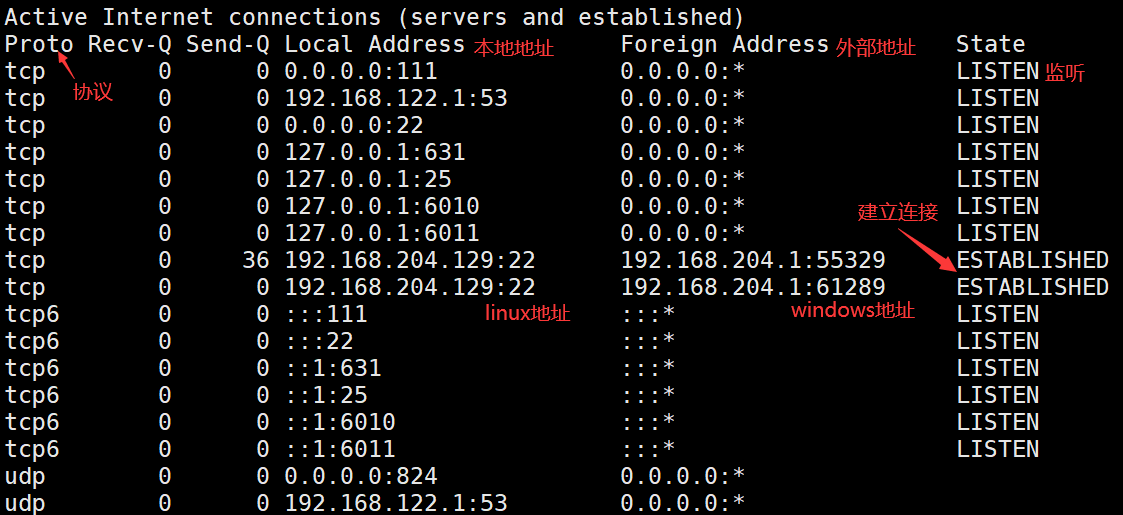 Active Internet connections (servers and established)
Proto Recv-Q Send-Q Local Address 本地地址 Foreign Address 外部地址 State
tcp 0 0 0.0.0.0:111 0.0.0.0:* LISTEN 监听
协议
tcp 0 0 192.168.122.1:53 0.0.0.0:* LISTEN
tcp 0 0 0.0.0.0:22 0.0.0.0:* LISTEN
tcp 0 0 127.0.0.1:631 0.0.0.0:* LISTEN
tcp 0 0 127.0.0.1:25 0.0.0.0:* LISTEN
tcp 0 0 127.0.0.1:6010 0.0.0.0:* LISTEN
建立连接
tcp 0 0 127.0.0.1:6011 0.0.0.0:* LISTEN
tcp 0 36 192.168.204.129:22 192.168.204.1:55329 ESTABLISHED
tcp 0 0 192.168.204.129:22 192.168.204.1:61289 ESTABLISHED
linux地址 windows地址
tcp6 0 0 :::111 :::* LISTEN
tcp6 0 0 :::22 :::* LISTEN
tcp6 0 0 ::1:631 :::* LISTEN
tcp6 0 0 ::1:25 :::* LISTEN
tcp6 0 0 ::1:6010 :::* LISTEN
tcp6 0 0 ::1:6011 :::* LISTEN
udp 0 0 0.0.0.0:824 0.0.0.0:*
udp 0 0 192.168.122.1:53 0.0.0.0:*